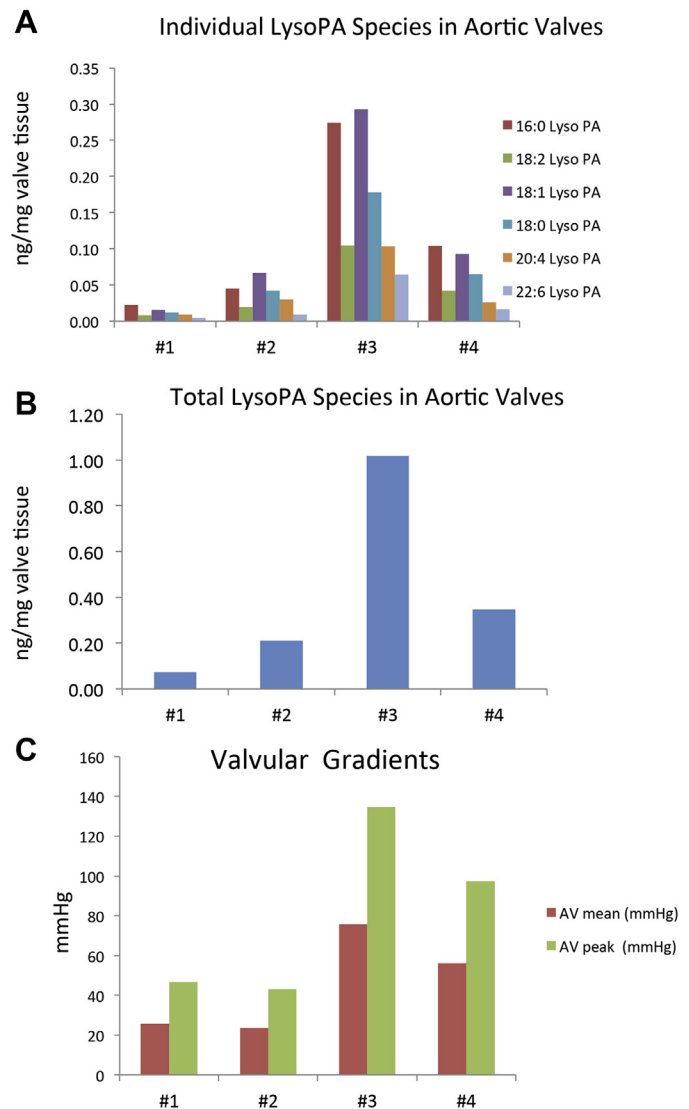 A
Individual LysoPA Species in Aortic Valves
ng/mg valve tissue
0.35
0.30
0.25
0.20
0.15
0.10
0.05
0.00
#1 #2 #3 #4
16:0 Lyso PA
18:2 Lyso PA
18:1 Lyso PA
18:0 Lyso PA
20:4 Lyso PA
22:6 Lyso PA
B
Total LysoPA Species in Aortic Valves
ng/mg valve tissue
1.20
1.00
0.80
0.60
0.40
0.20
0.00
#1 #2 #3 #4
C
Valvular Gradients
mmHg
160
140
120
100
80
60
40
20
0
#1 #2 #3 #4
AV mean (mmHg)
AV peak (mmHg)